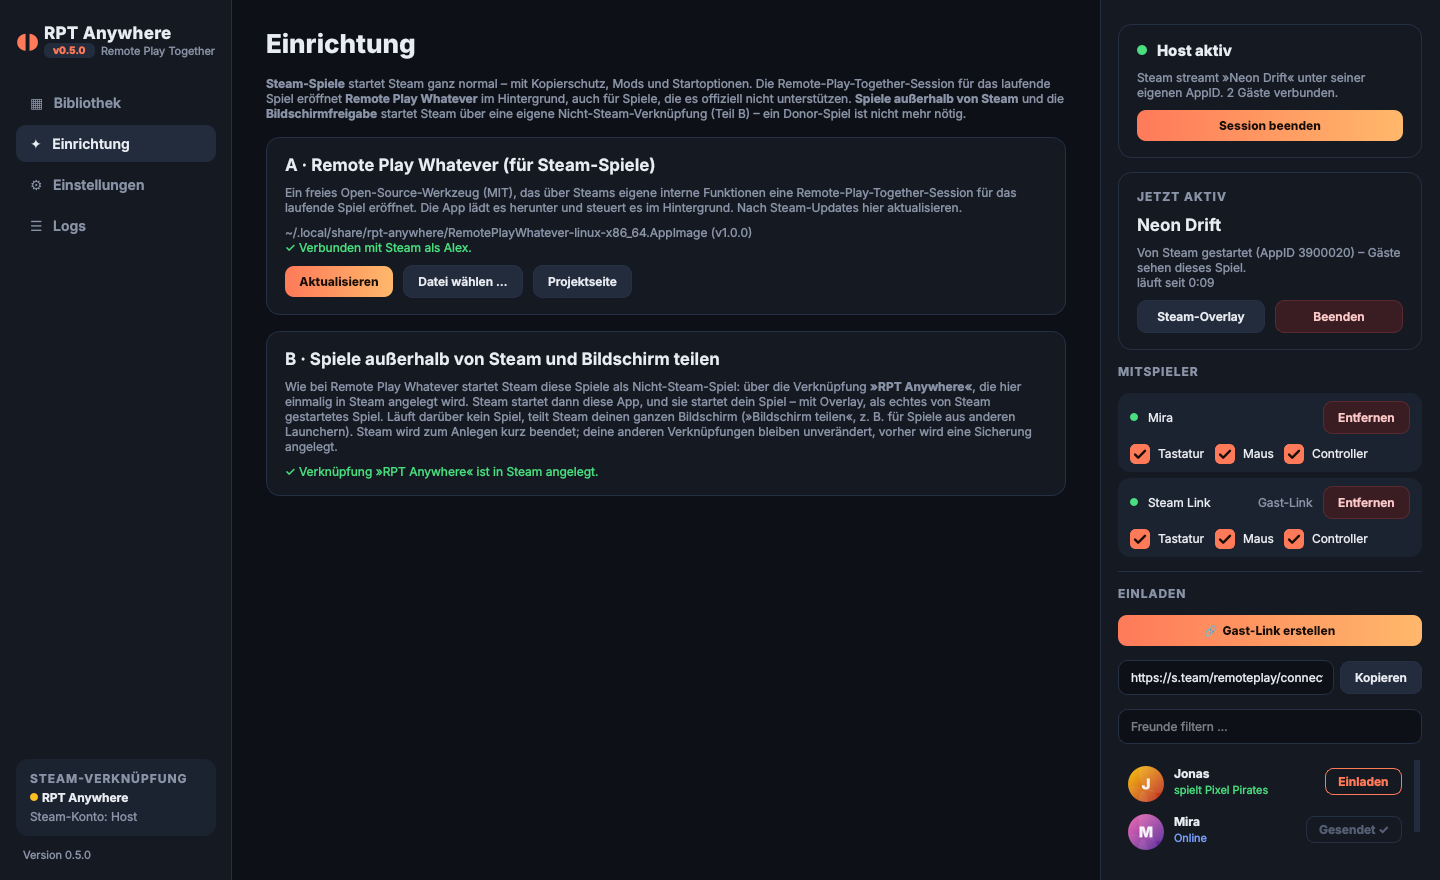 RPT Anywhere
v0.5.0 Remote Play Together
Bibliothek
Einrichtung
Einstellungen
Logs
STEAM-VERKNÜPFUNG
RPT Anywhere
Steam-Konto: Host
Version 0.5.0
Einrichtung
Steam-Spiele startet Steam ganz normal – mit Kopierschutz, Mods und Startoptionen. Die Remote-Play-Together-Session für das laufende
Spiel eröffnet Remote Play Whatever im Hintergrund, auch für Spiele, die es offiziell nicht unterstützen. Spiele außerhalb von Steam und die
Bildschirmfreigabe startet Steam über eine eigene Nicht-Steam-Verknüpfung (Teil B) – ein Donor-Spiel ist nicht mehr nötig.
A · Remote Play Whatever (für Steam-Spiele)
Ein freies Open-Source-Werkzeug (MIT), das über Steams eigene interne Funktionen eine Remote-Play-Together-Session für das
laufende Spiel eröffnet. Die App lädt es herunter und steuert es im Hintergrund. Nach Steam-Updates hier aktualisieren.
~/.local/share/rpt-anywhere/RemotePlayWhatever-linux-x86_64.AppImage (v1.0.0)
✓ Verbunden mit Steam als Alex.
Aktualisieren
Datei wählen ...
Projektseite
B · Spiele außerhalb von Steam und Bildschirm teilen
Wie bei Remote Play Whatever startet Steam diese Spiele als Nicht-Steam-Spiel: über die Verknüpfung »RPT Anywhere«, die hier
einmalig in Steam angelegt wird. Steam startet dann diese App, und sie startet dein Spiel – mit Overlay, als echtes von Steam
gestartetes Spiel. Läuft darüber kein Spiel, teilt Steam deinen ganzen Bildschirm (»Bildschirm teilen«, z. B. für Spiele aus anderen
Launchern). Steam wird zum Anlegen kurz beendet; deine anderen Verknüpfungen bleiben unverändert, vorher wird eine Sicherung
angelegt.
✓ Verknüpfung »RPT Anywhere« ist in Steam angelegt.
Host aktiv
Steam streamt »Neon Drift« unter seiner
eigenen AppID. 2 Gäste verbunden.
Session beenden
JETZT AKTIV
Neon Drift
Von Steam gestartet (AppID 3900020) – Gäste
sehen dieses Spiel.
läuft seit 0:09
Steam-Overlay
Beenden
MITSPIELER
Mira
Entfernen
Tastatur
Maus
Controller
Steam Link
Gast-Link
Entfernen
Tastatur
Maus
Controller
EINLADEN
🔗 Gast-Link erstellen
https://s.team/remoteplay/connec
Kopieren
Freunde filtern ...
J
Jonas
spielt Pixel Pirates
Einladen
M
Mira
Online
Gesendet ✓